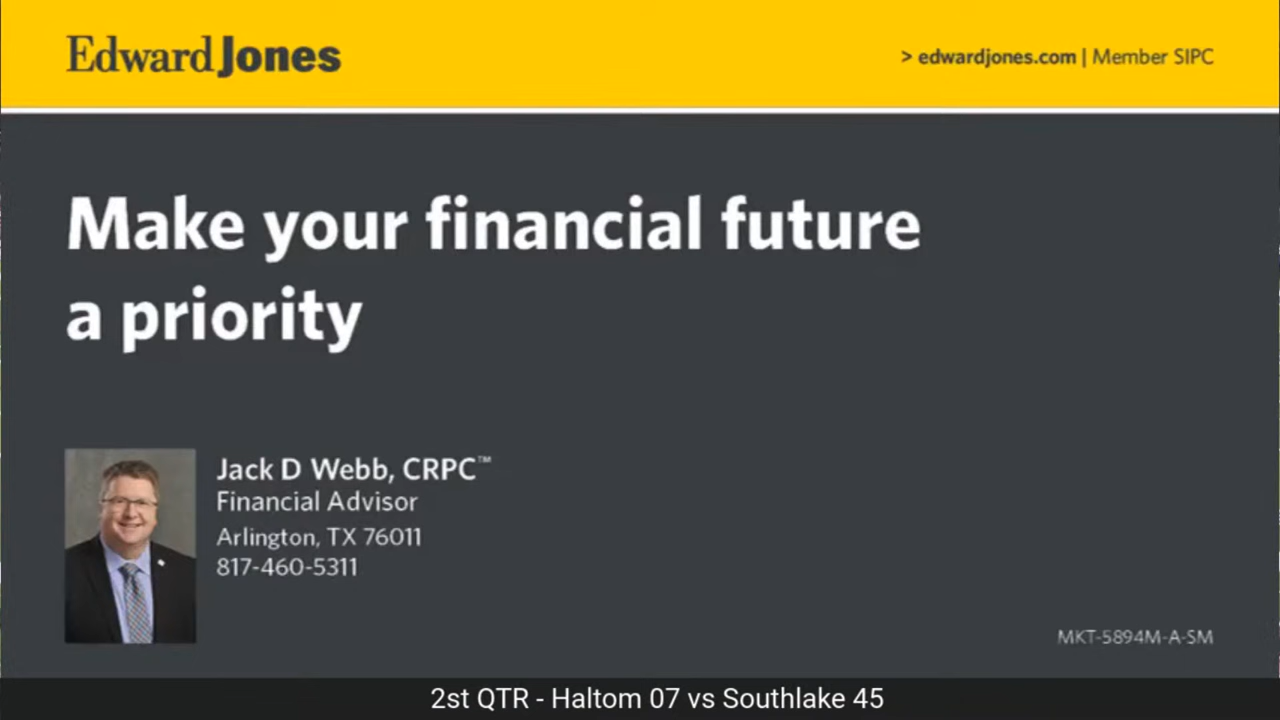 Edward Jones
> edwardjones.com | Member SIPC
Make your financial future
a priority
Jack D Webb, CRPC™
Financial Advisor
Arlington, TX 76011
817-460-5311
MKT-5894M-A-SM
2st QTR - Haltom 07 vs Southlake 45